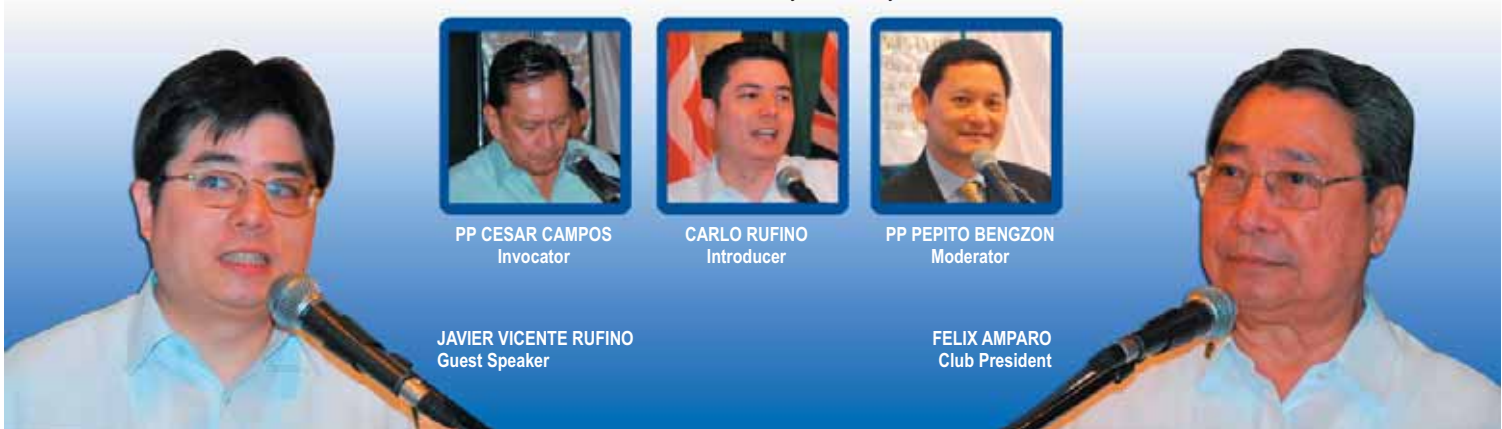 PP CESAR CAMPOS
Invocator
CARLO RUFINO
Introducer
PP PEPITO BENGZON
Moderator
JAVIER VICENTE RUFINO
Guest Speaker
FELIX AMPARO
Club President